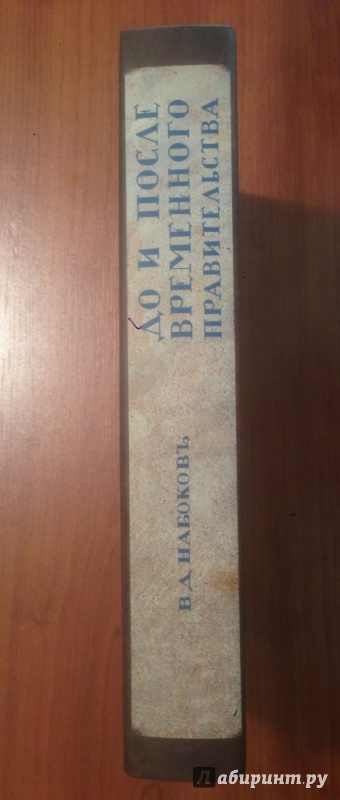 В.Д. НАБОКОВЪ
ДО И ПОСЛЕ
ВРЕМЕННОГО
ПРАВИТЕЛЬСТВА
Лабиринт.ру